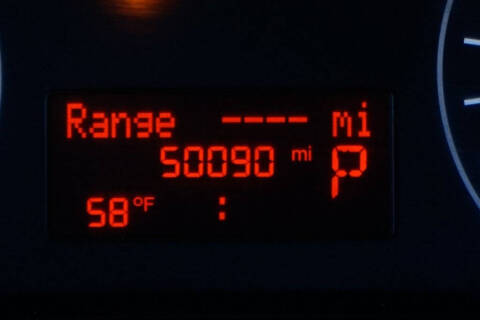 Range ---- mi
50090 mi P
58°F :